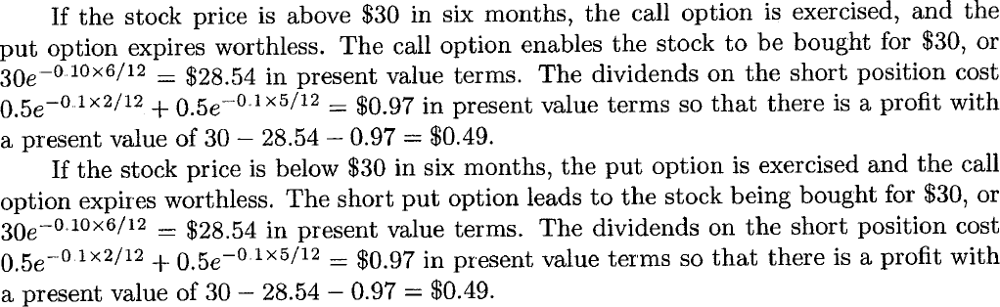 If the stock price is above $30 in six months, the call option is exercised, and the
put option expires worthless. The call option enables the stock to be bought for $30, or
30e^{−0.10×6/12} = $28.54 in present value terms. The dividends on the short position cost
0.5e^{−0.1×2/12} + 0.5e^{−0.1×5/12} = $0.97 in present value terms so that there is a profit with
a present value of 30 − 28.54 − 0.97 = $0.49.
If the stock price is below $30 in six months, the put option is exercised and the call
option expires worthless. The short put option leads to the stock being bought for $30, or
30e^{−0.10×6/12} = $28.54 in present value terms. The dividends on the short position cost
0.5e^{−0.1×2/12} + 0.5e^{−0.1×5/12} = $0.97 in present value terms so that there is a profit with
a present value of 30 − 28.54 − 0.97 = $0.49.